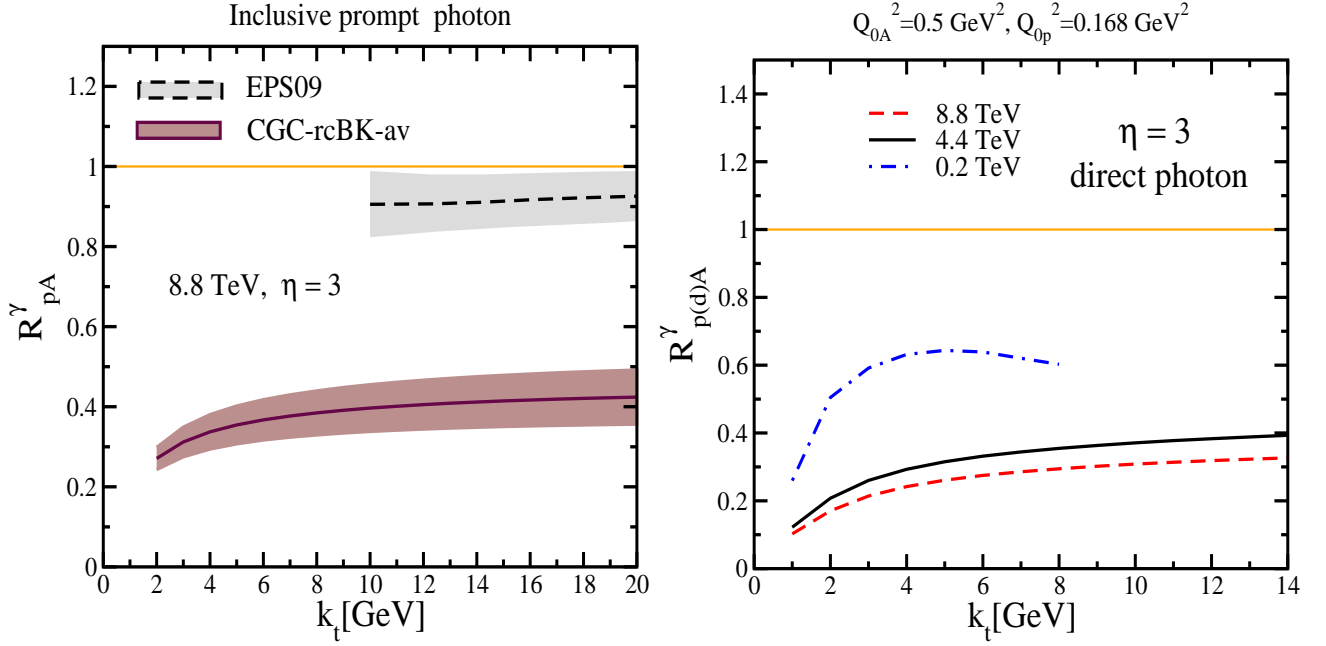 Inclusive prompt photon
EPS09
CGC-rcBK-av
8.8 TeV, η = 3
R^γ_pA
0
0.2
0.4
0.6
0.8
1
1.2
2 4 6 8 10 12 14 16 18 20
k_t[GeV]
Q_0A^2=0.5 GeV^2, Q_0p^2=0.168 GeV^2
8.8 TeV
4.4 TeV
0.2 TeV
η = 3
direct photon
R^γ_p(d)A
0
0.2
0.4
0.6
0.8
1
1.2
1.4
0 2 4 6 8 10 12 14
k_t[GeV]